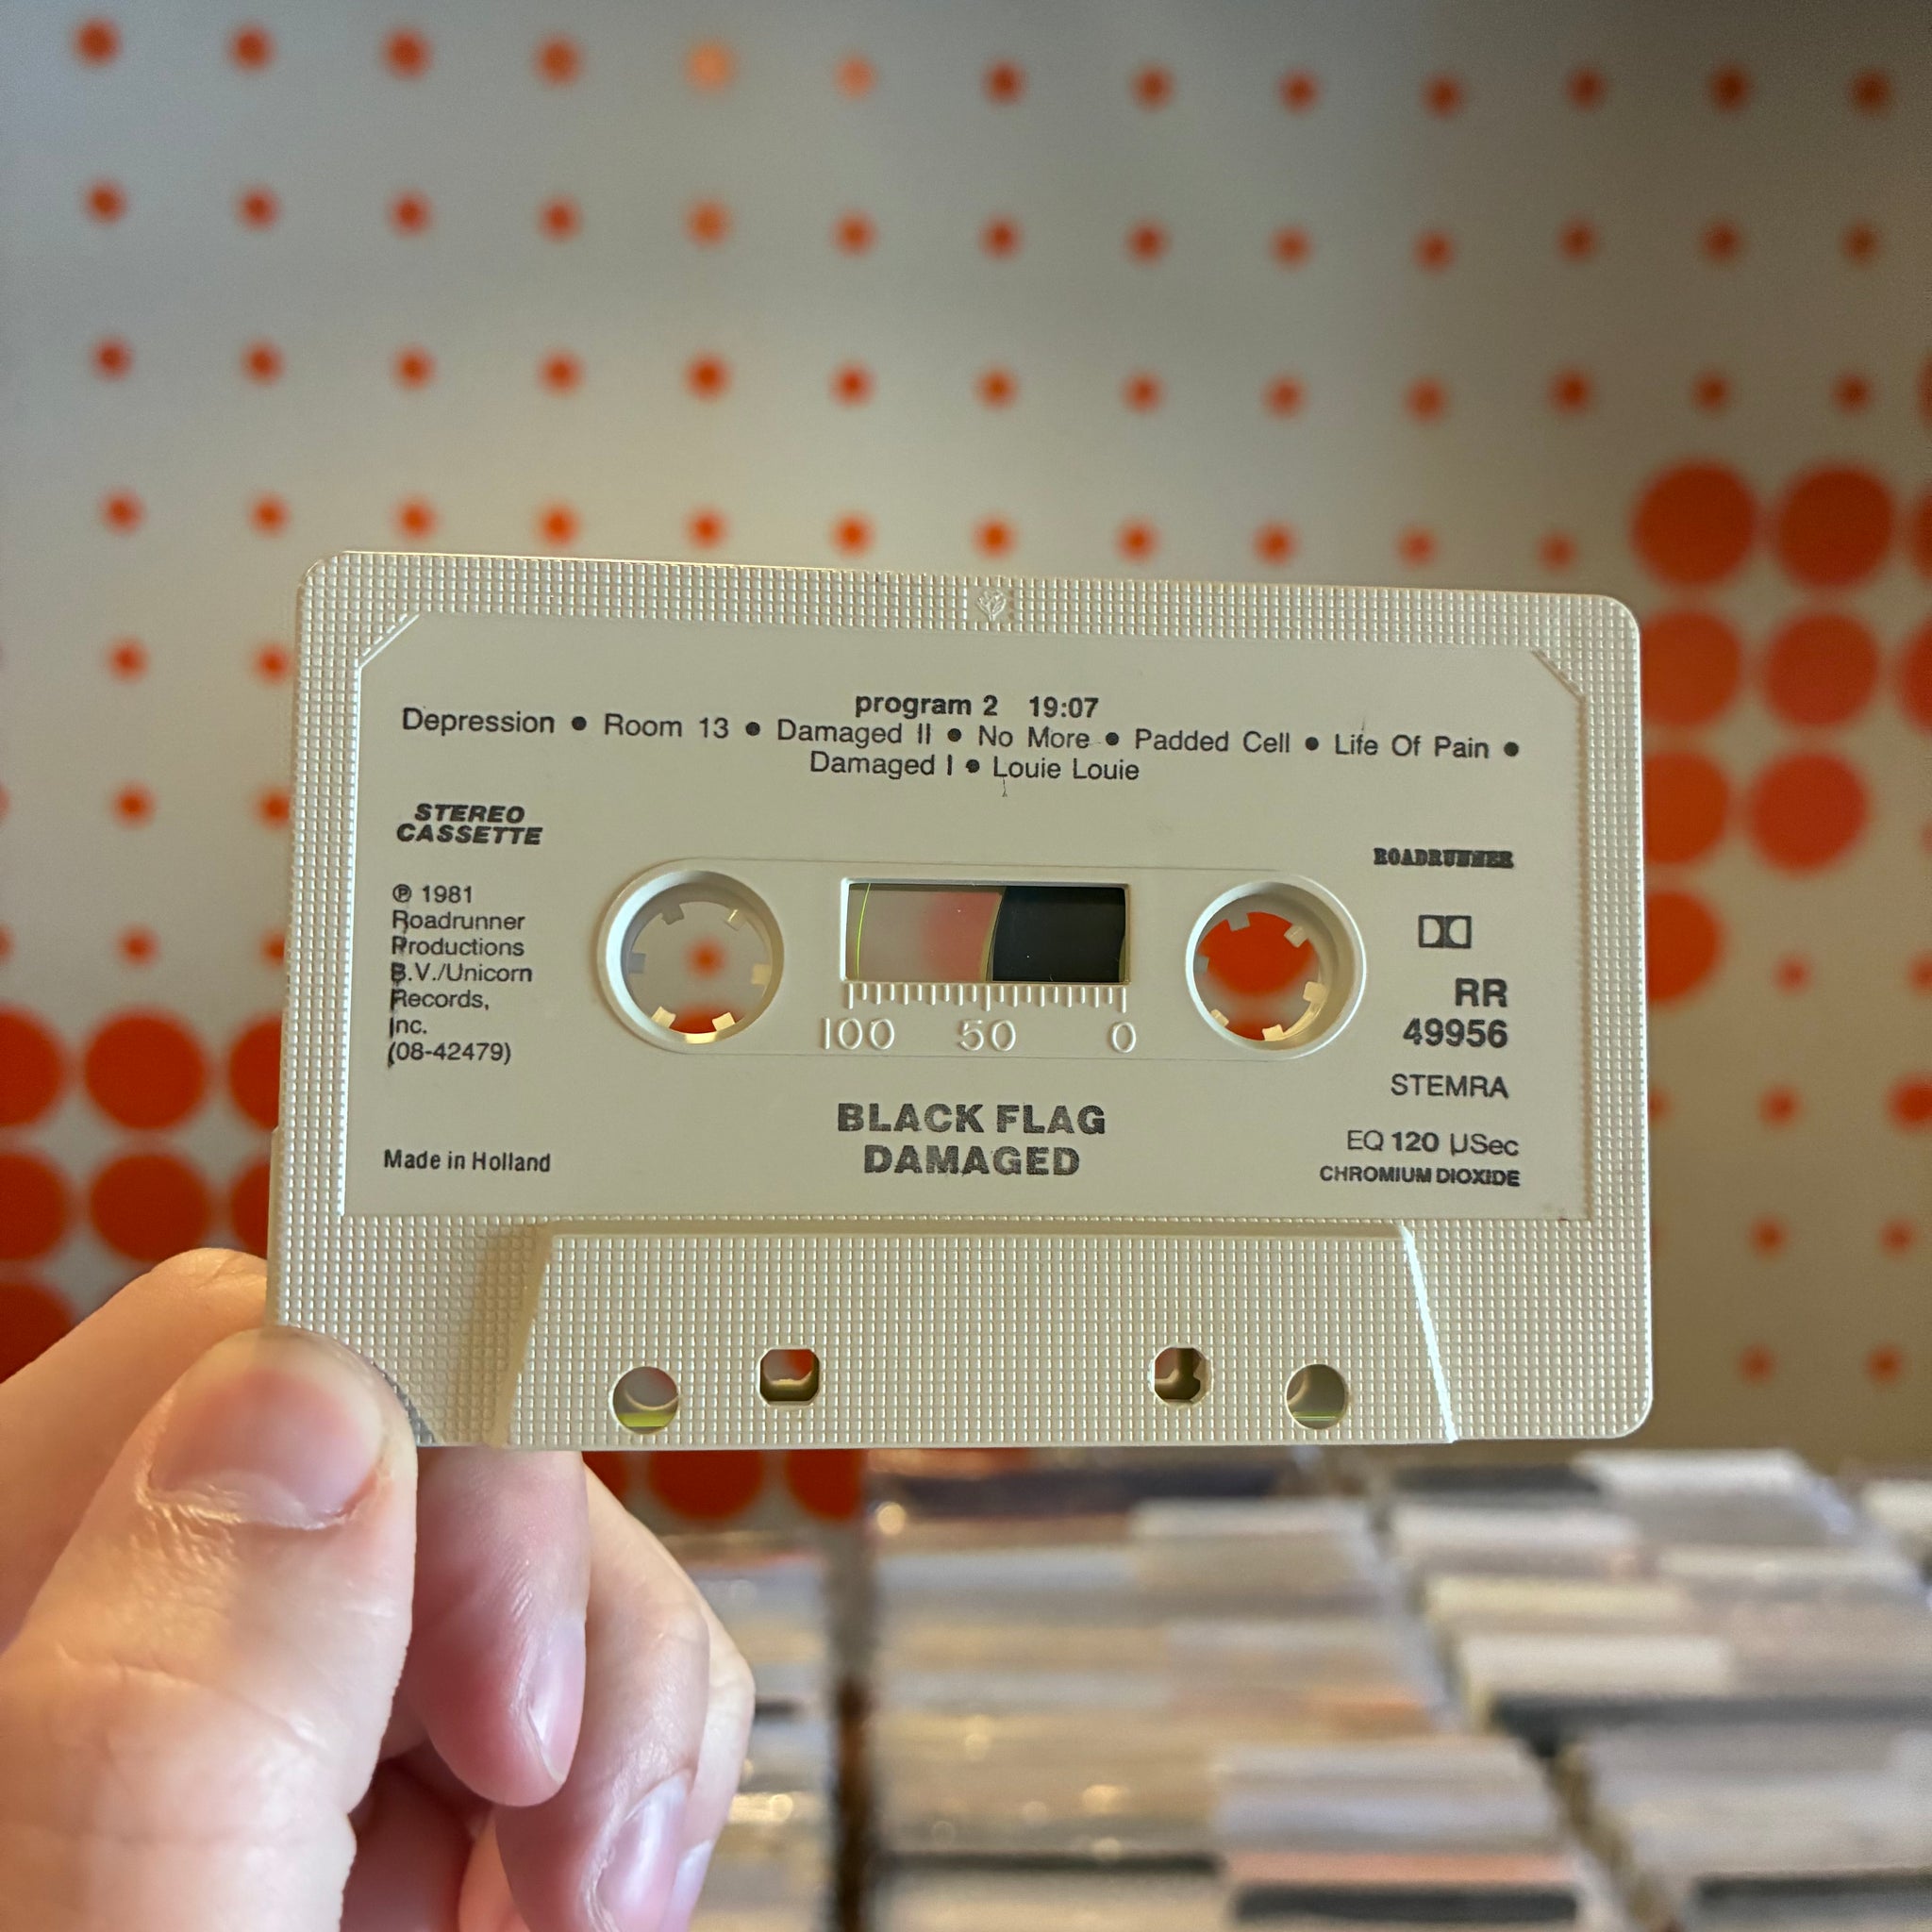 program 2 19:07
Depression ● Room 13 ● Damaged II ● No More ● Padded Cell ● Life Of Pain ●
Damaged I ● Louie Louie
STEREO
CASSETTE
℗ 1981
Roadrunner
Productions
B.V./Unicorn
Records,
Inc.
(08-42479)
Made in Holland
100 50 0
BLACK FLAG
DAMAGED
ROADRUNNER
RR
49956
STEMRA
EQ 120 µSec
CHROMIUM DIOXIDE